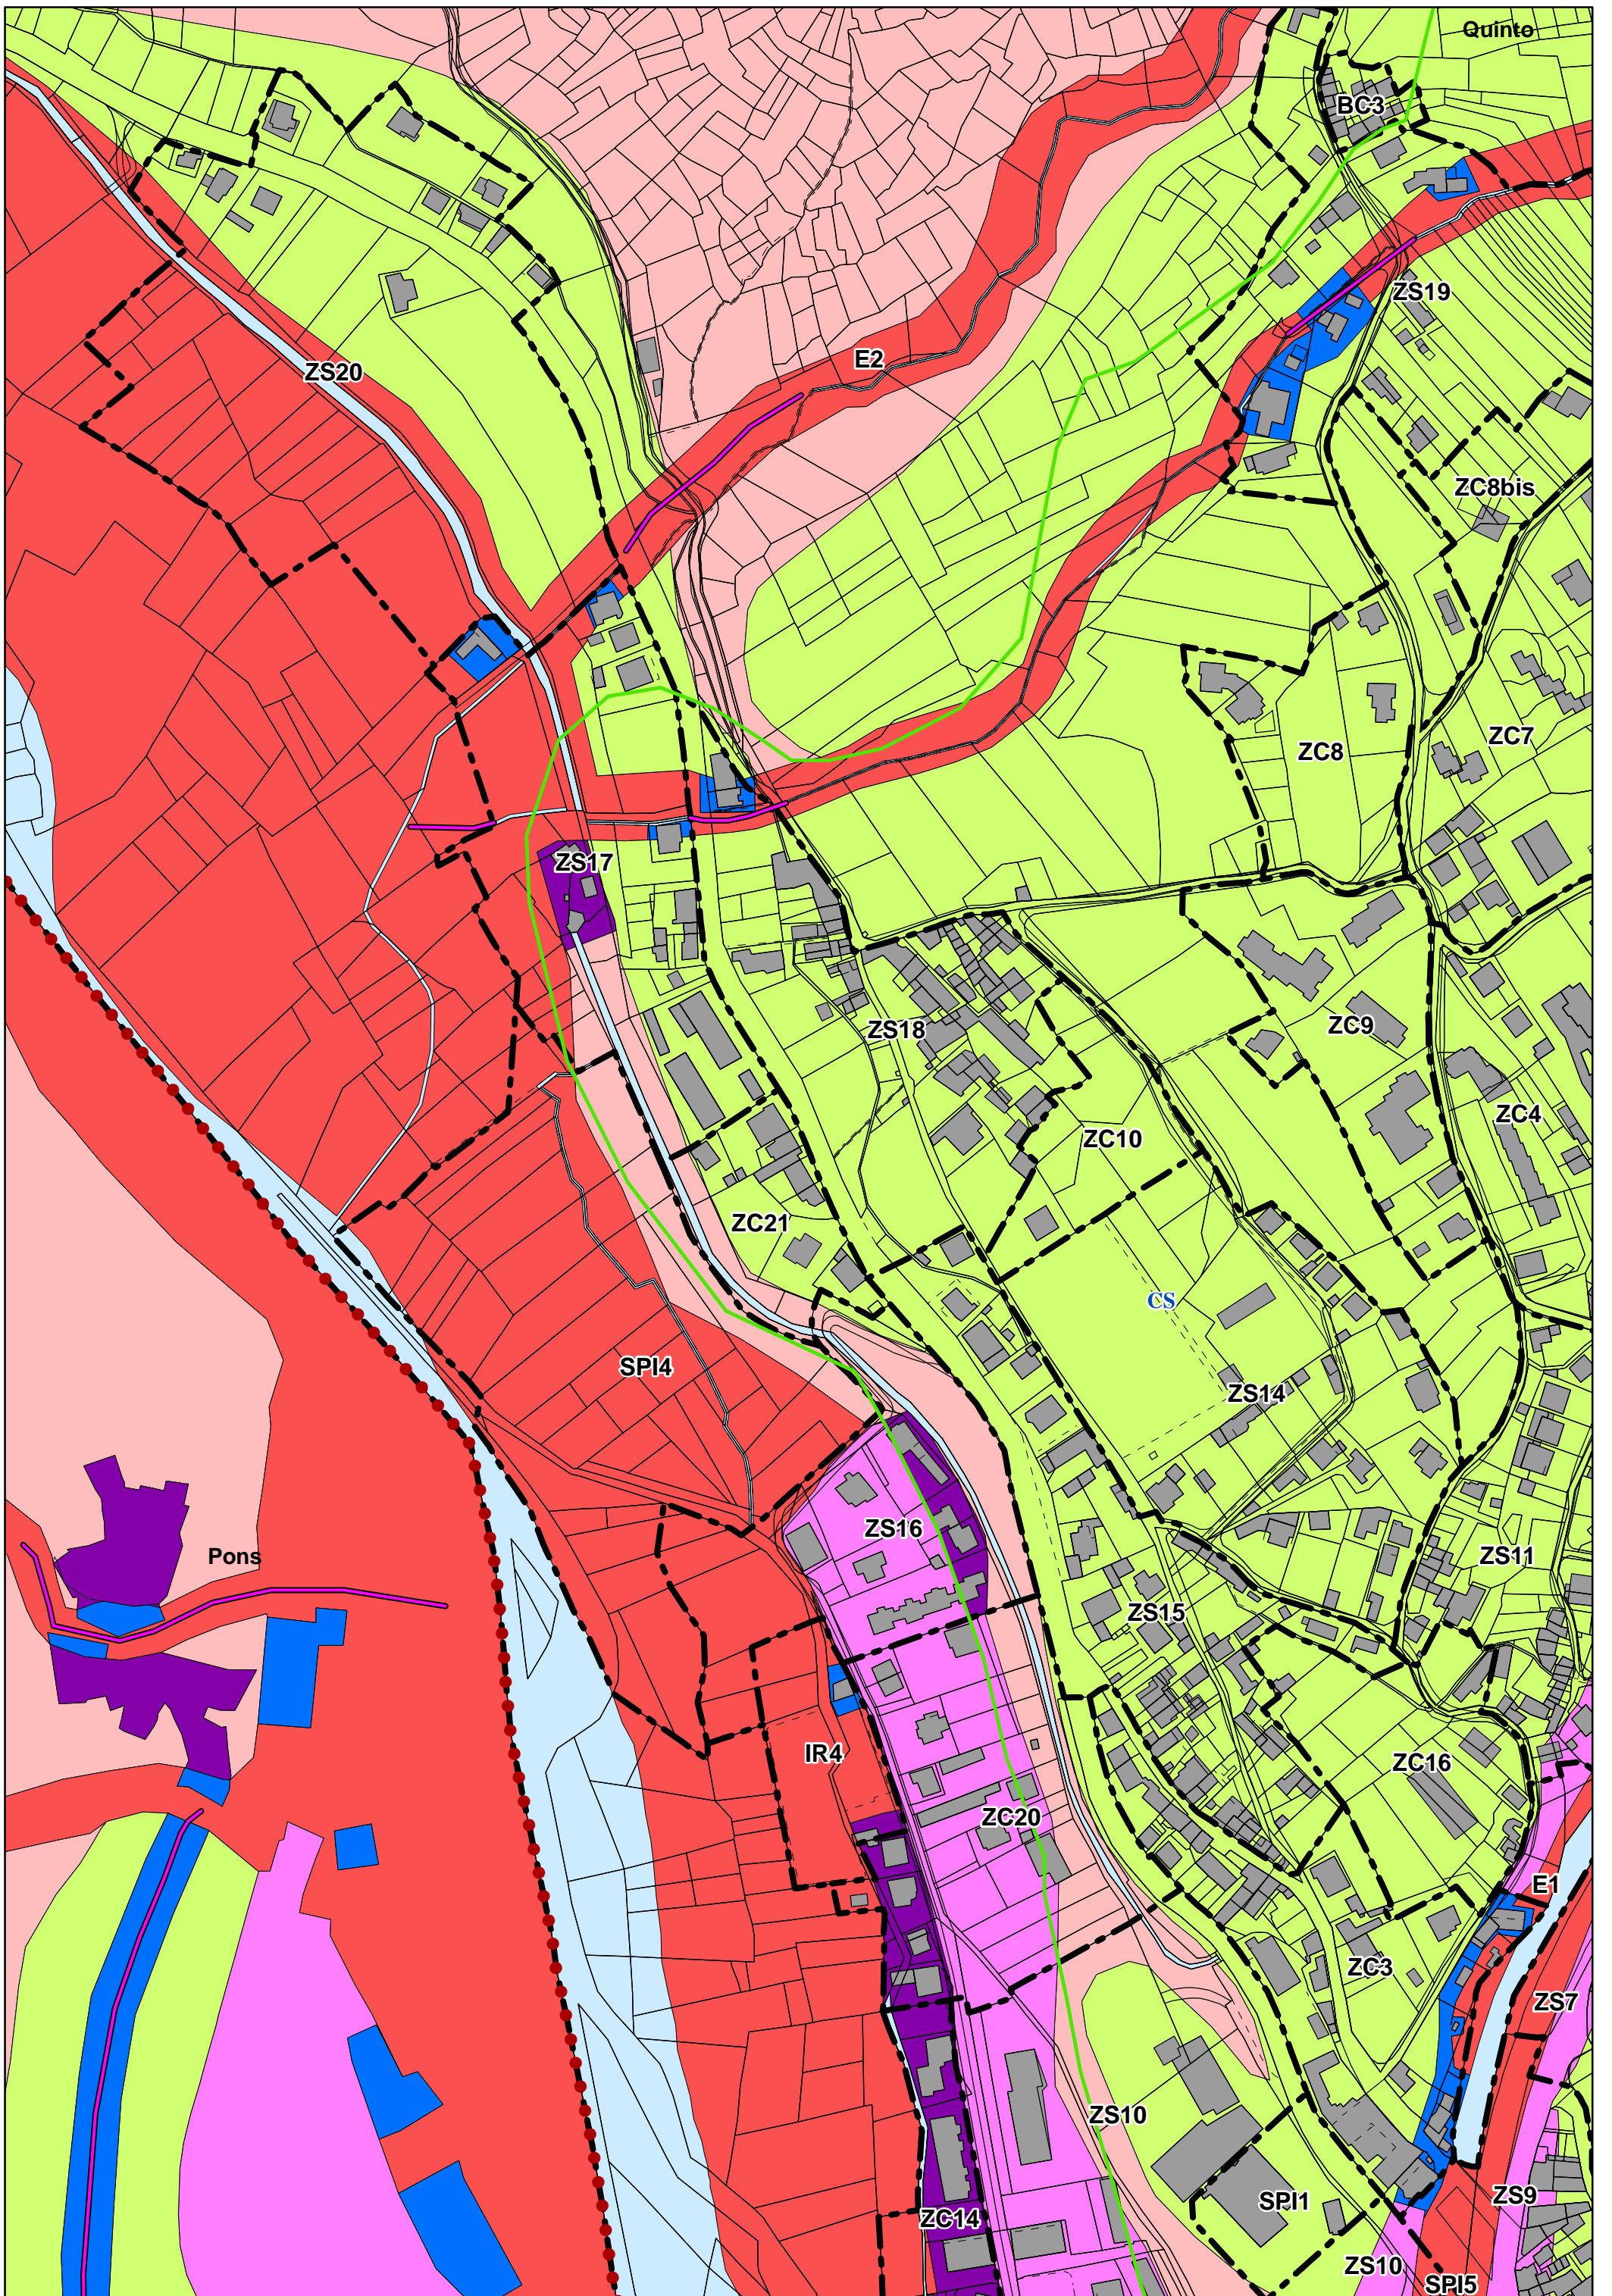 Quinto
BC3
ZS19
E2
ZS20
ZC8bis
ZC7
ZC8
ZS17
ZS18
ZC9
ZC4
ZC10
ZC21
CS
SPI4
ZS14
ZS16
Pons
ZS11
ZS15
IR4
ZC16
ZC20
E1
ZC3
ZS7
ZS10
ZS9
SPI1
ZC14
ZS10
SPI5